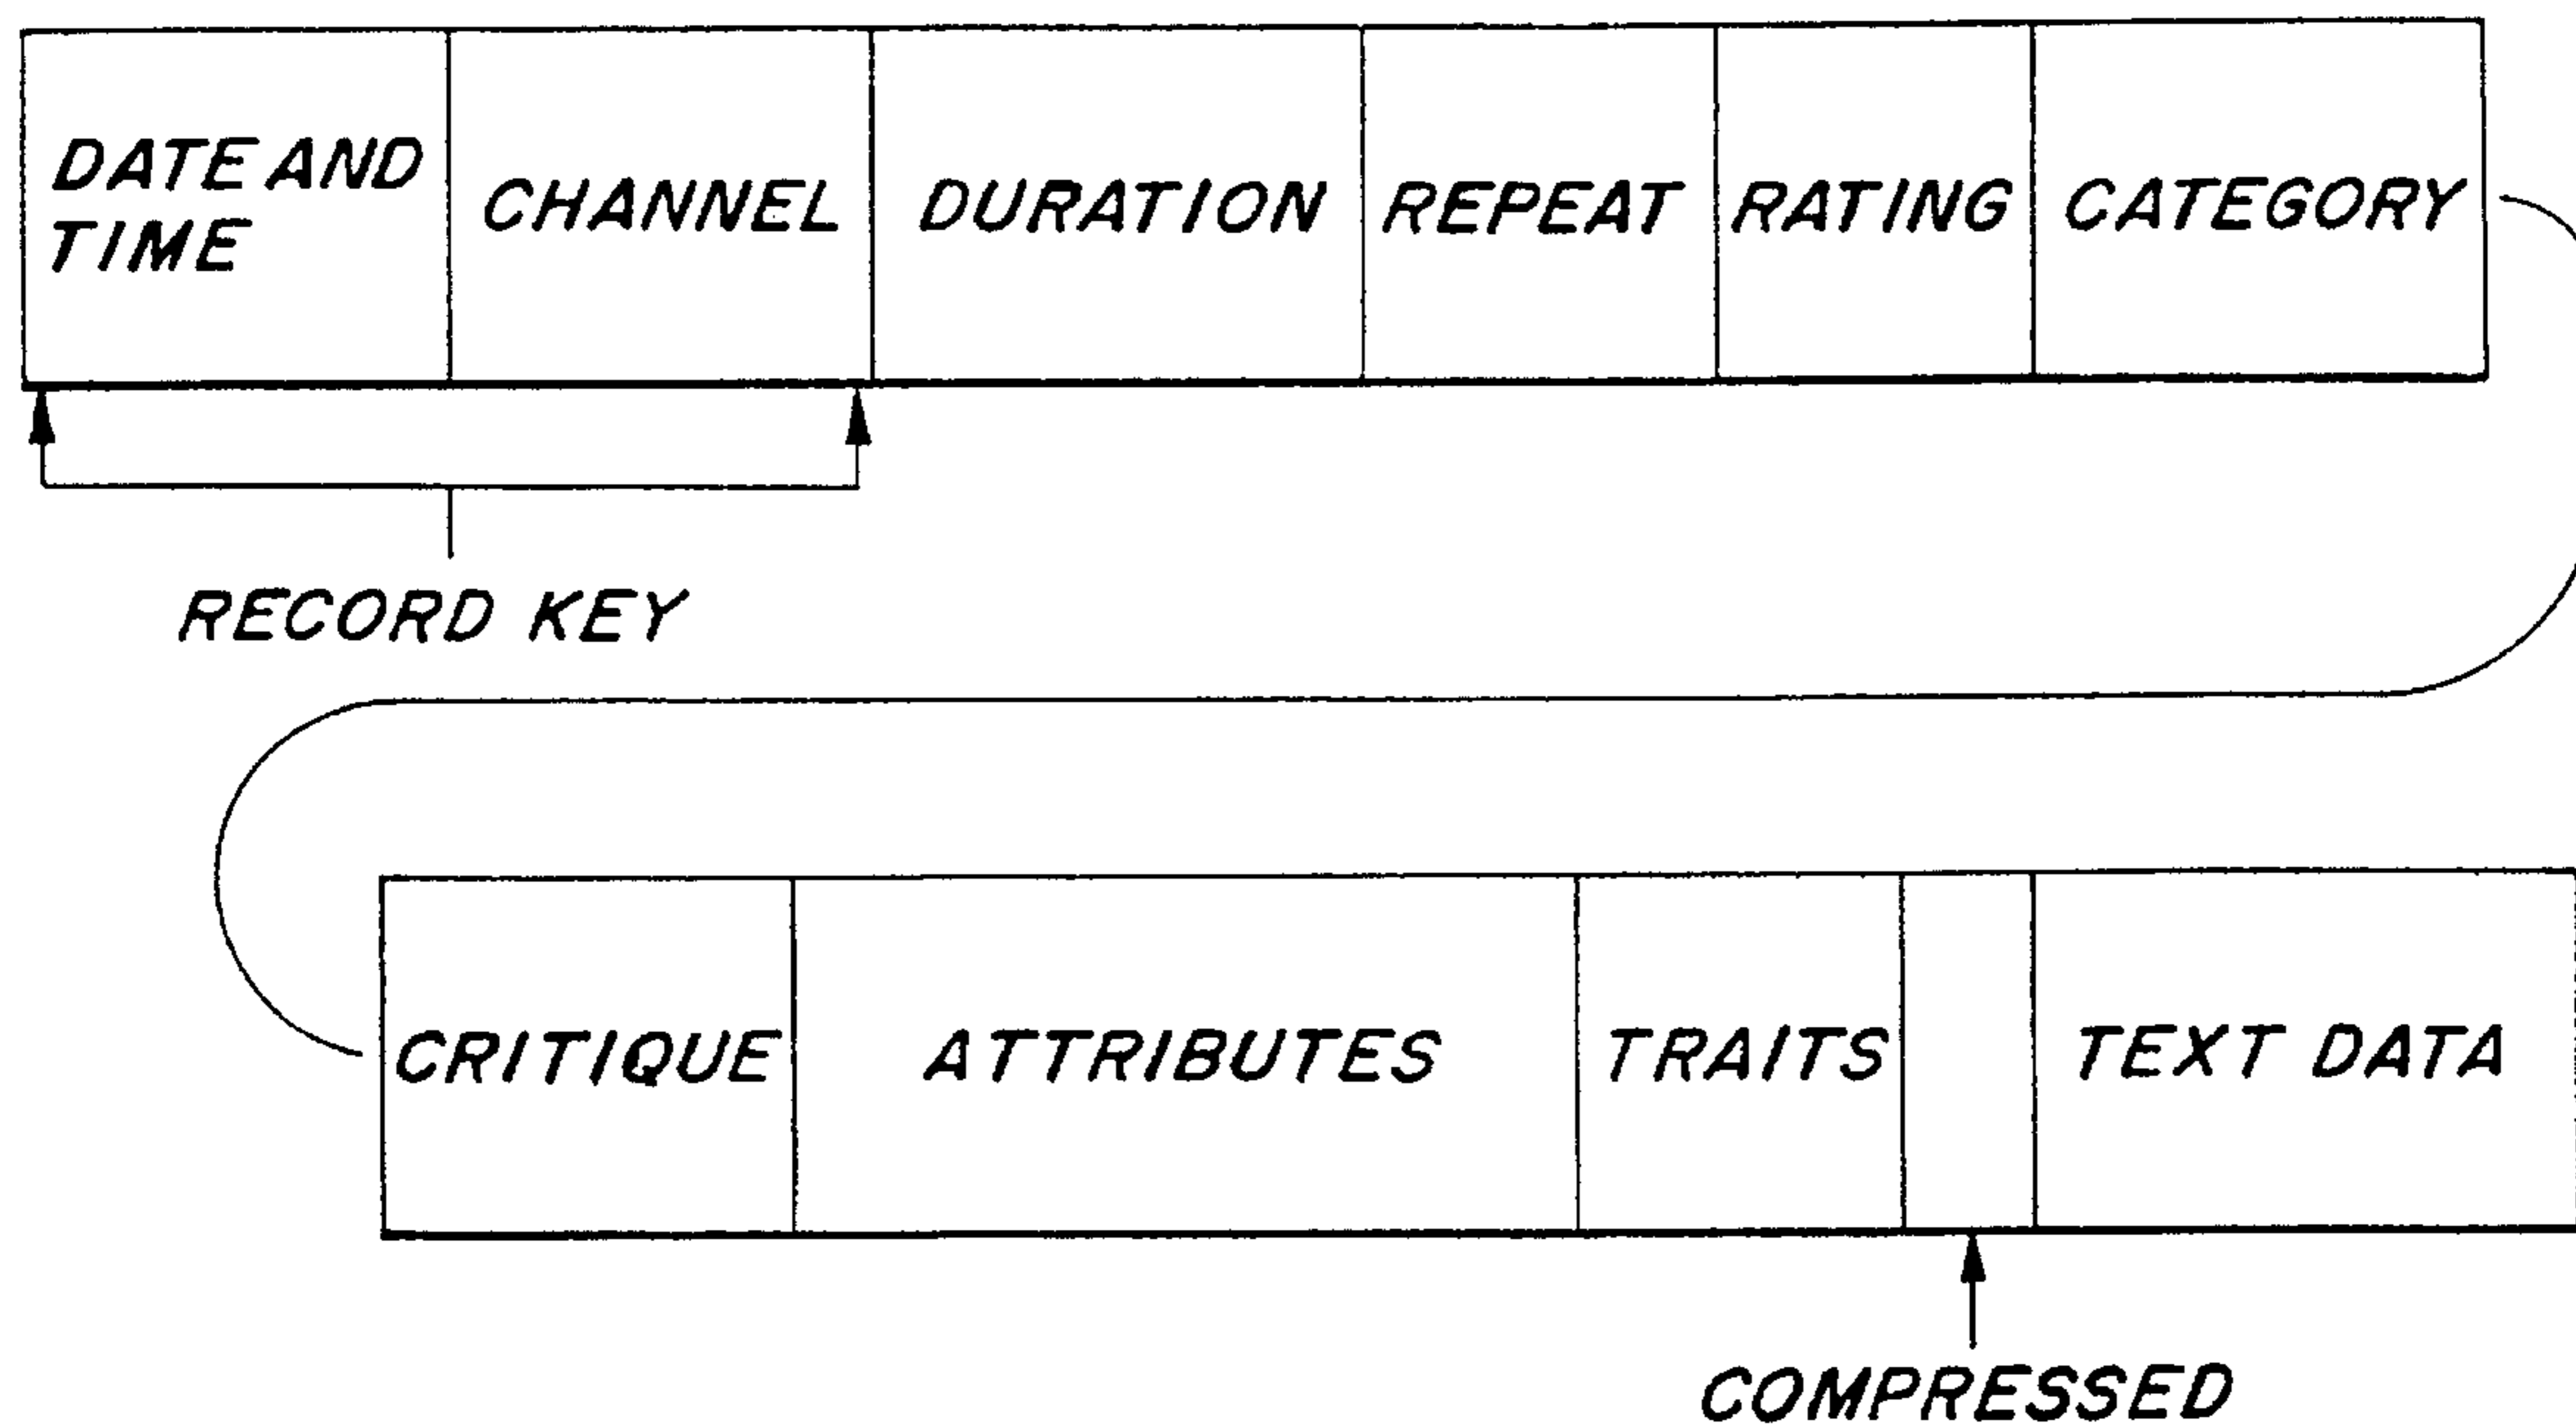 DATE AND
TIME
CHANNEL
DURATION
REPEAT
RATING
CATEGORY
RECORD KEY
CRITIQUE
ATTRIBUTES
TRAITS
TEXT DATA
COMPRESSED